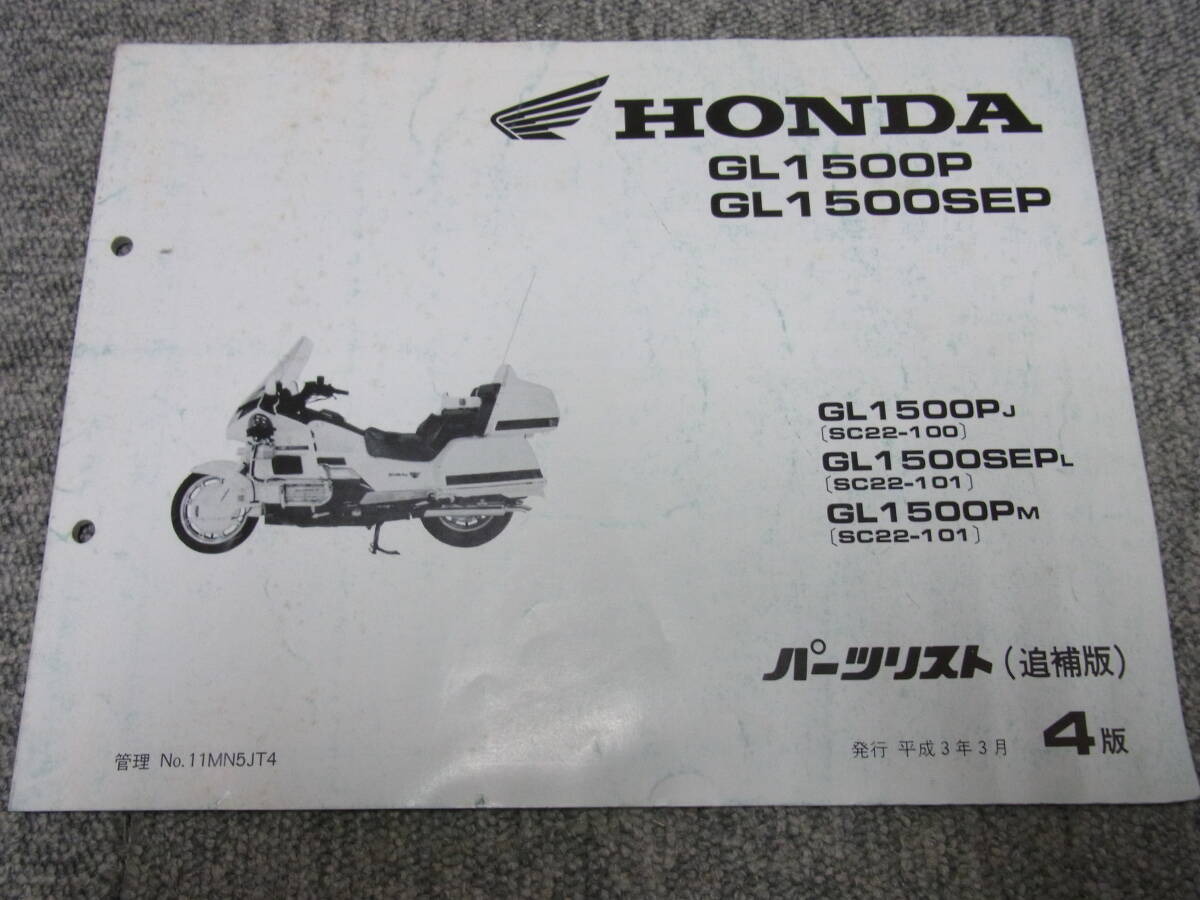 HONDA
GL1500P
GL1500SEP
GL1500PJ
〔SC22-100〕
GL1500SEPL
〔SC22-101〕
GL1500PM
〔SC22-101〕
パーツリスト(追補版)
管理 No.11MN5JT4
発行 平成3年3月 4版